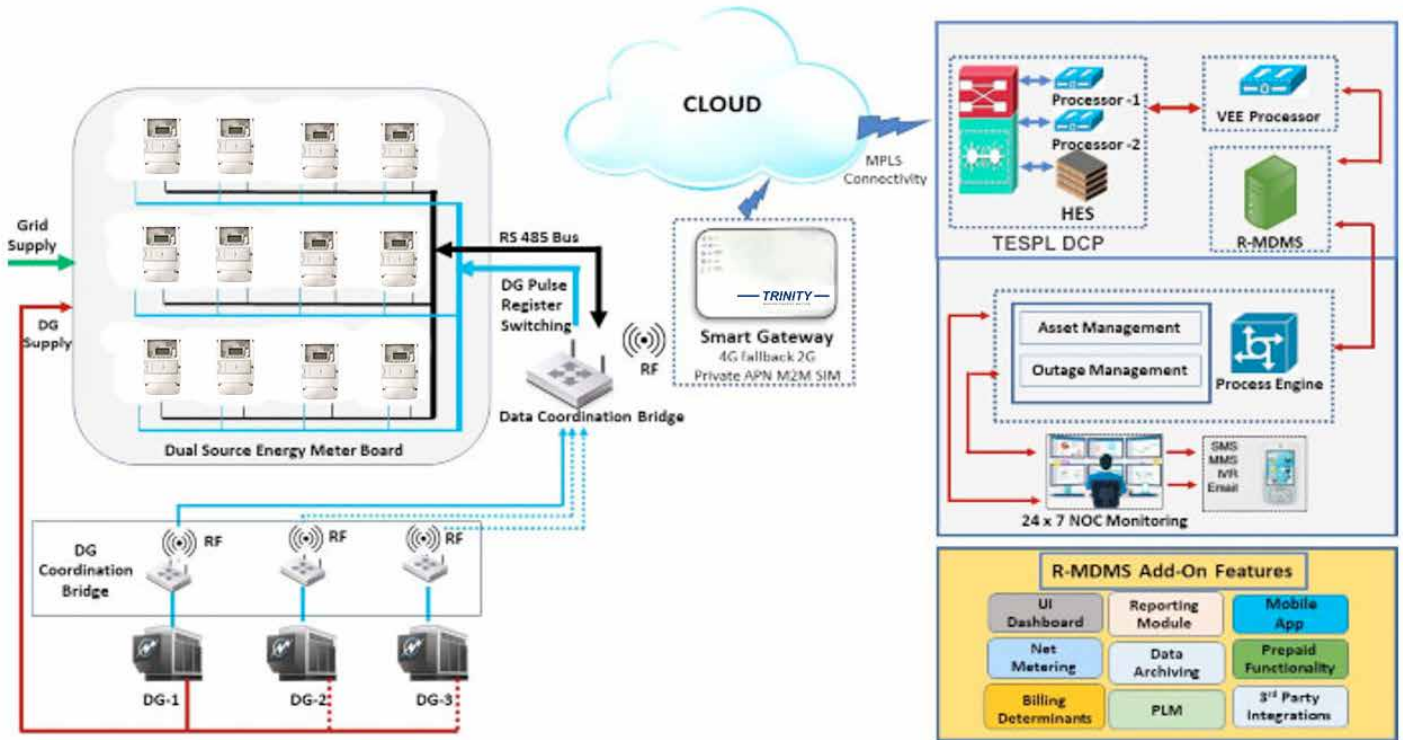 CLOUD
Grid
Supply
DG
Supply
RS 485 Bus
DG Pulse
Register
Switching
RF
Data Coordination Bridge
Dual Source Energy Meter Board
TRINITY
Smart Gateway
4G fallback 2G
Private APN M2M SIM
MPLS
Connectivity
Processor -1
Processor -2
HES
TESPL DCP
VEE Processor
R-MDMS
Asset Management
Outage Management
Process Engine
24 x 7 NOC Monitoring
SMS
MMS
IVR
Email
DG
Coordination
Bridge
RF
RF
RF
DG-1
DG-2
DG-3
R-MDMS Add-On Features
UI
Dashboard
Reporting
Module
Mobile
App
Net
Metering
Data
Archiving
Prepaid
Functionality
Billing
Determinants
PLM
3rd Party
Integrations